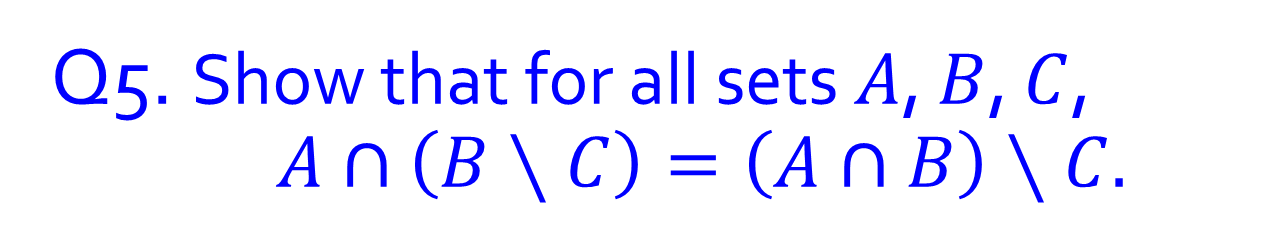 Q5. Show that for all sets A, B, C,
A ∩ (B \ C) = (A ∩ B) \ C.